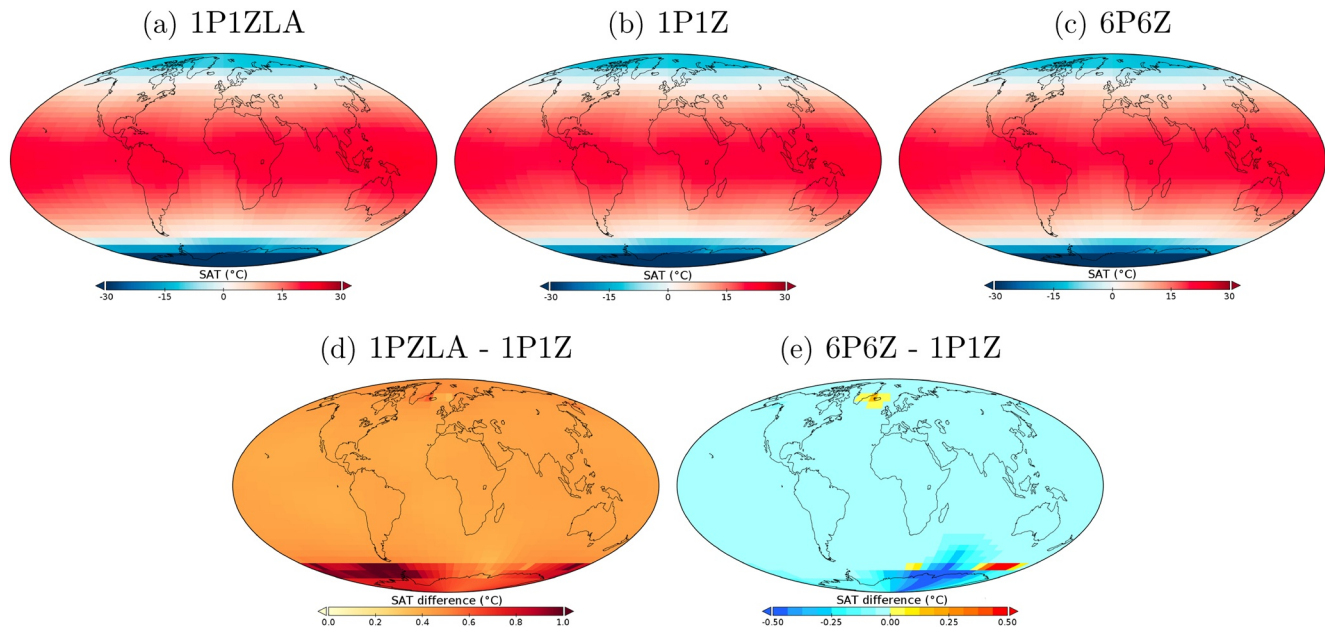 (a) 1P1ZLA
(b) 1P1Z
(c) 6P6Z
SAT (°C)
-30 -15 0 15 30
SAT (°C)
-30 -15 0 15 30
SAT (°C)
-30 -15 0 15 30
(d) 1PZLA - 1P1Z
(e) 6P6Z - 1P1Z
SAT difference (°C)
0.0 0.2 0.4 0.6 0.8 1.0
SAT difference (°C)
-0.50 -0.25 0.00 0.25 0.50